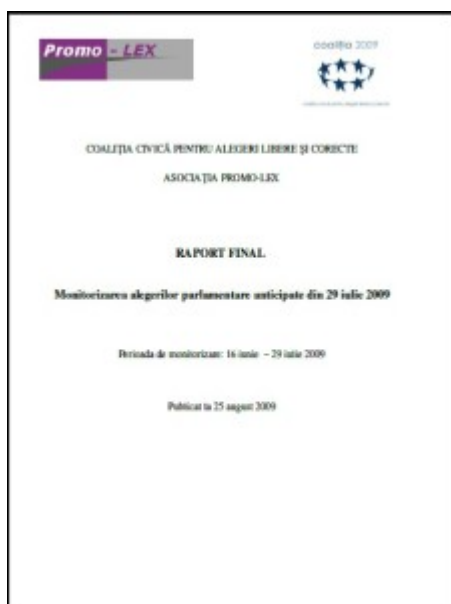 Promo - LEX
coaliția 2009
COALIȚIA CIVICĂ PENTRU ALEGERI LIBERE ȘI CORECTE
ASOCIAȚIA PROMO-LEX
RAPORT FINAL
Monitorizarea alegerilor parlamentare anticipate din 29 iulie 2009
Perioada de monitorizare: 16 iunie – 29 iulie 2009
Publicat la 25 august 2009